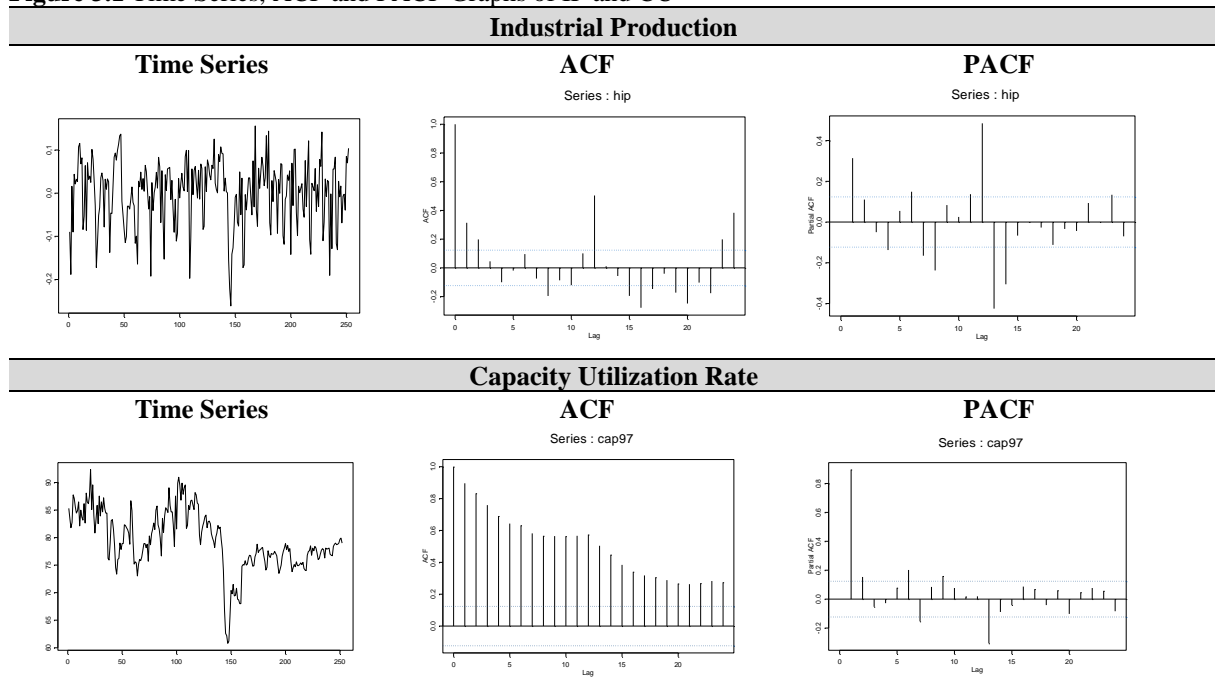 Time Series, ACF and PACF Graphs of IP and CU
Industrial Production
Time Series ACF PACF
Series : hip Series : hip
0.1 0.0 -0.1 -0.2
0 50 100 150 200 250
ACF
1.0 0.8 0.6 0.4 0.2 0.0 -0.2
0 5 10 15 20
Lag
Partial ACF
0.4 0.2 0.0 -0.2 -0.4
0 5 10 15 20
Lag
Capacity Utilization Rate
Time Series ACF PACF
Series : cap97 Series : cap97
90 85 80 75 70 65 60
0 50 100 150 200 250
ACF
1.0 0.8 0.6 0.4 0.2 0.0
0 5 10 15 20
Lag
Partial ACF
0.8 0.6 0.4 0.2 0.0 -0.2
0 5 10 15 20
Lag